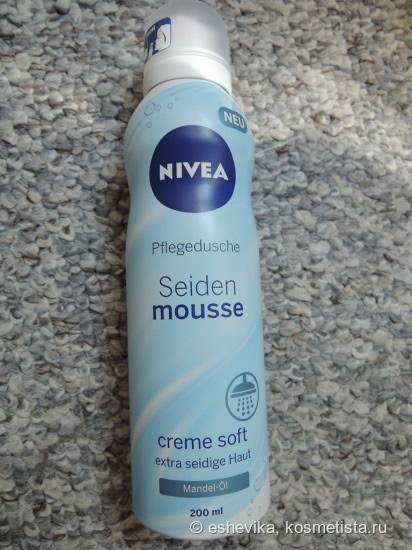 NEU
NIVEA
Pflegedusche
Seiden
mousse
creme soft
extra seidige Haut
Mandel-Öl
200 ml
© eshevika, kosmetista.ru